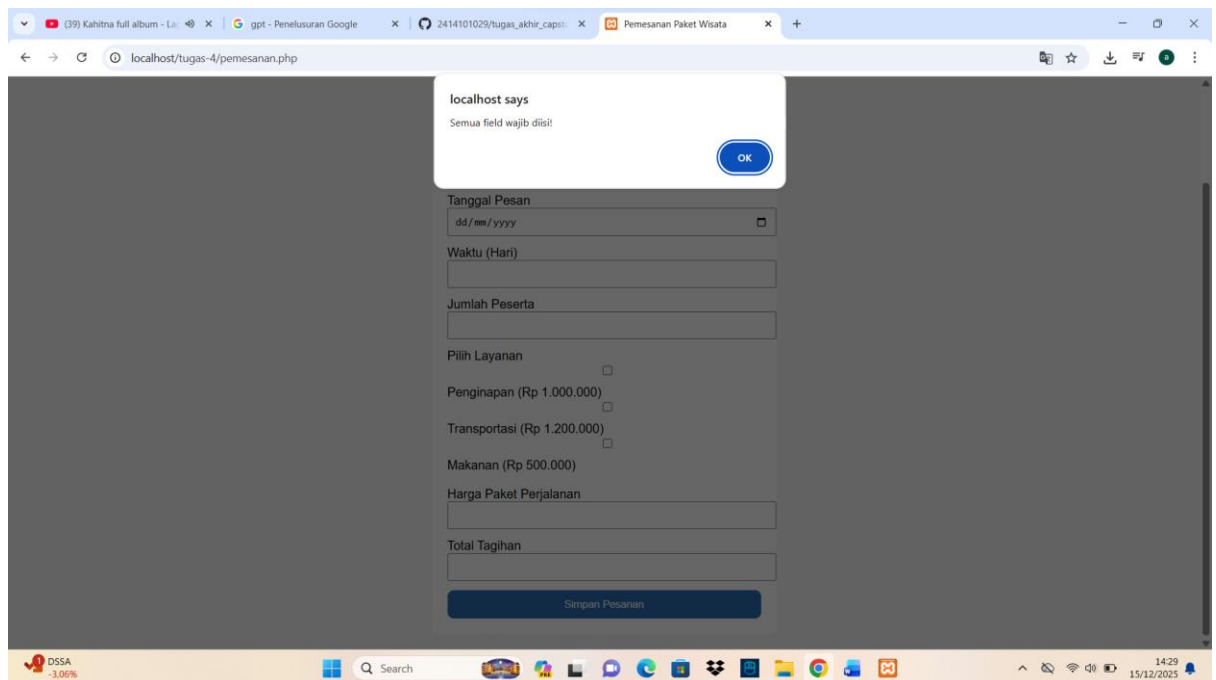 (39) Kahitna full album - La
gpt - Penelusuran Google
2414101029/tugas_akhir_capst
Pemesanan Paket Wisata
localhost/tugas-4/pemesanan.php
a
localhost says
Semua field wajib diisi!
OK
Tanggal Pesan
dd/mm/yyyy
Waktu (Hari)
Jumlah Peserta
Pilih Layanan
Penginapan (Rp 1.000.000)
Transportasi (Rp 1.200.000)
Makanan (Rp 500.000)
Harga Paket Perjalanan
Total Tagihan
Simpan Pesanan
1
DSSA
-3,06%
Search
14:29
15/12/2025